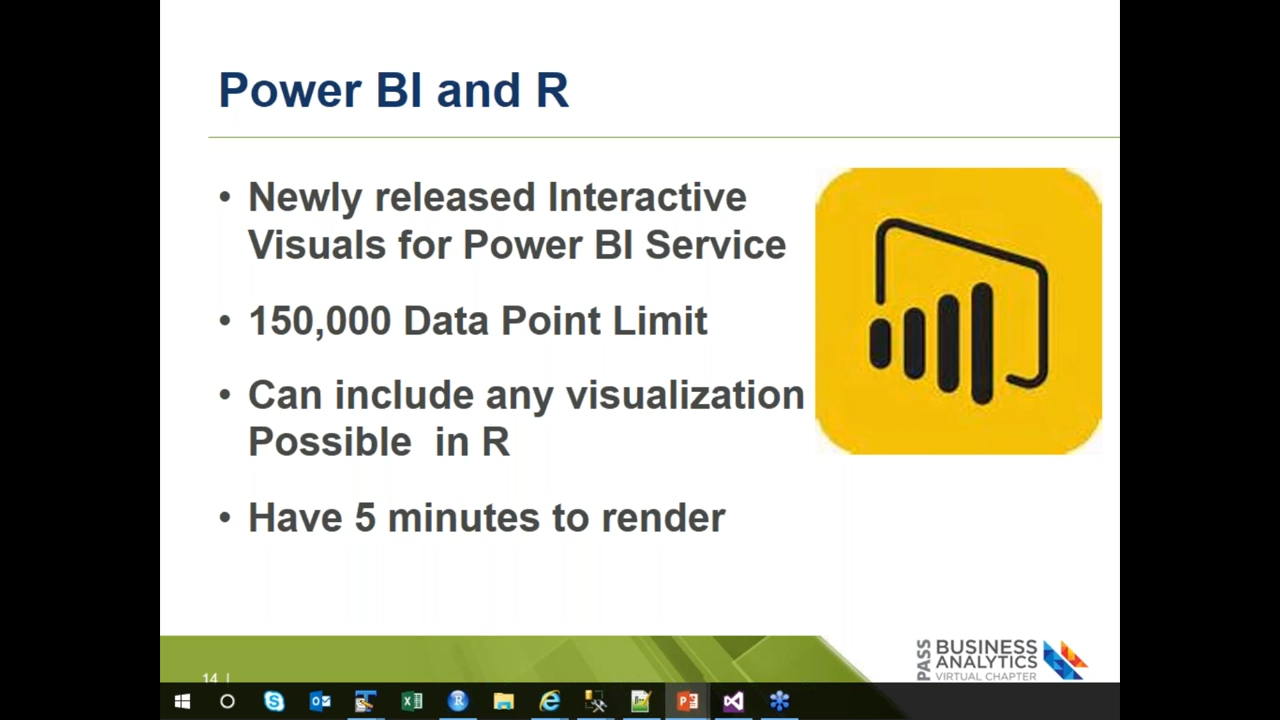 Power BI and R
• Newly released Interactive
Visuals for Power BI Service
• 150,000 Data Point Limit
• Can include any visualization
Possible in R
• Have 5 minutes to render
14 |
PASS
BUSINESS
ANALYTICS
VIRTUAL CHAPTER